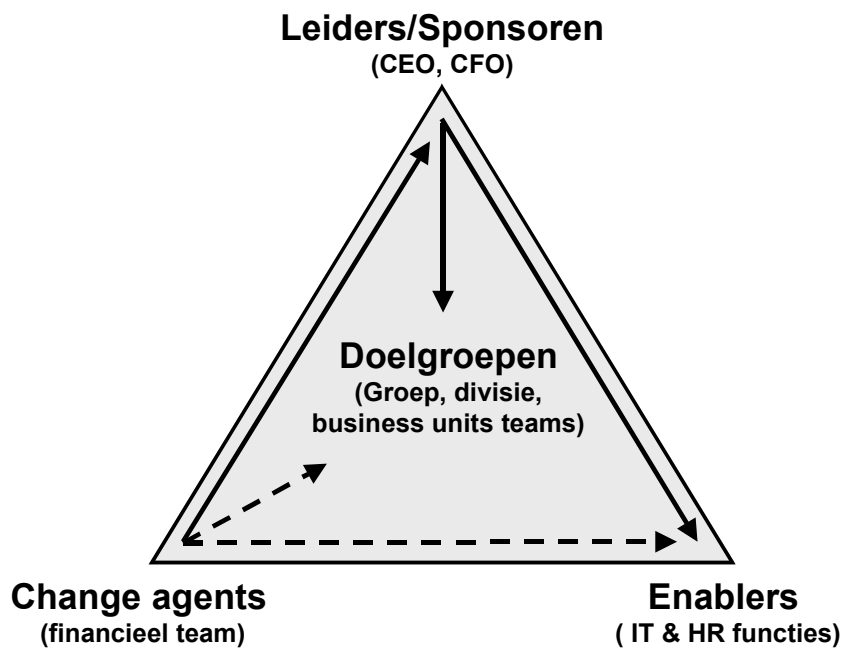 Leiders/Sponsoren
(CEO, CFO)
Doelgroepen
(Groep, divisie,
business units teams)
Change agents
(financieel team)
Enablers
( IT & HR functies)